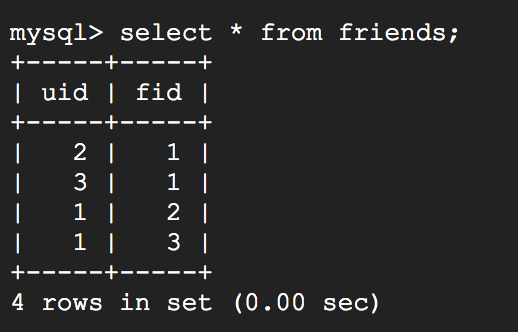 mysql> select * from friends;
+-----+-----+
| uid | fid |
+-----+-----+
|   2 |   1 |
|   3 |   1 |
|   1 |   2 |
|   1 |   3 |
+-----+-----+
4 rows in set (0.00 sec)